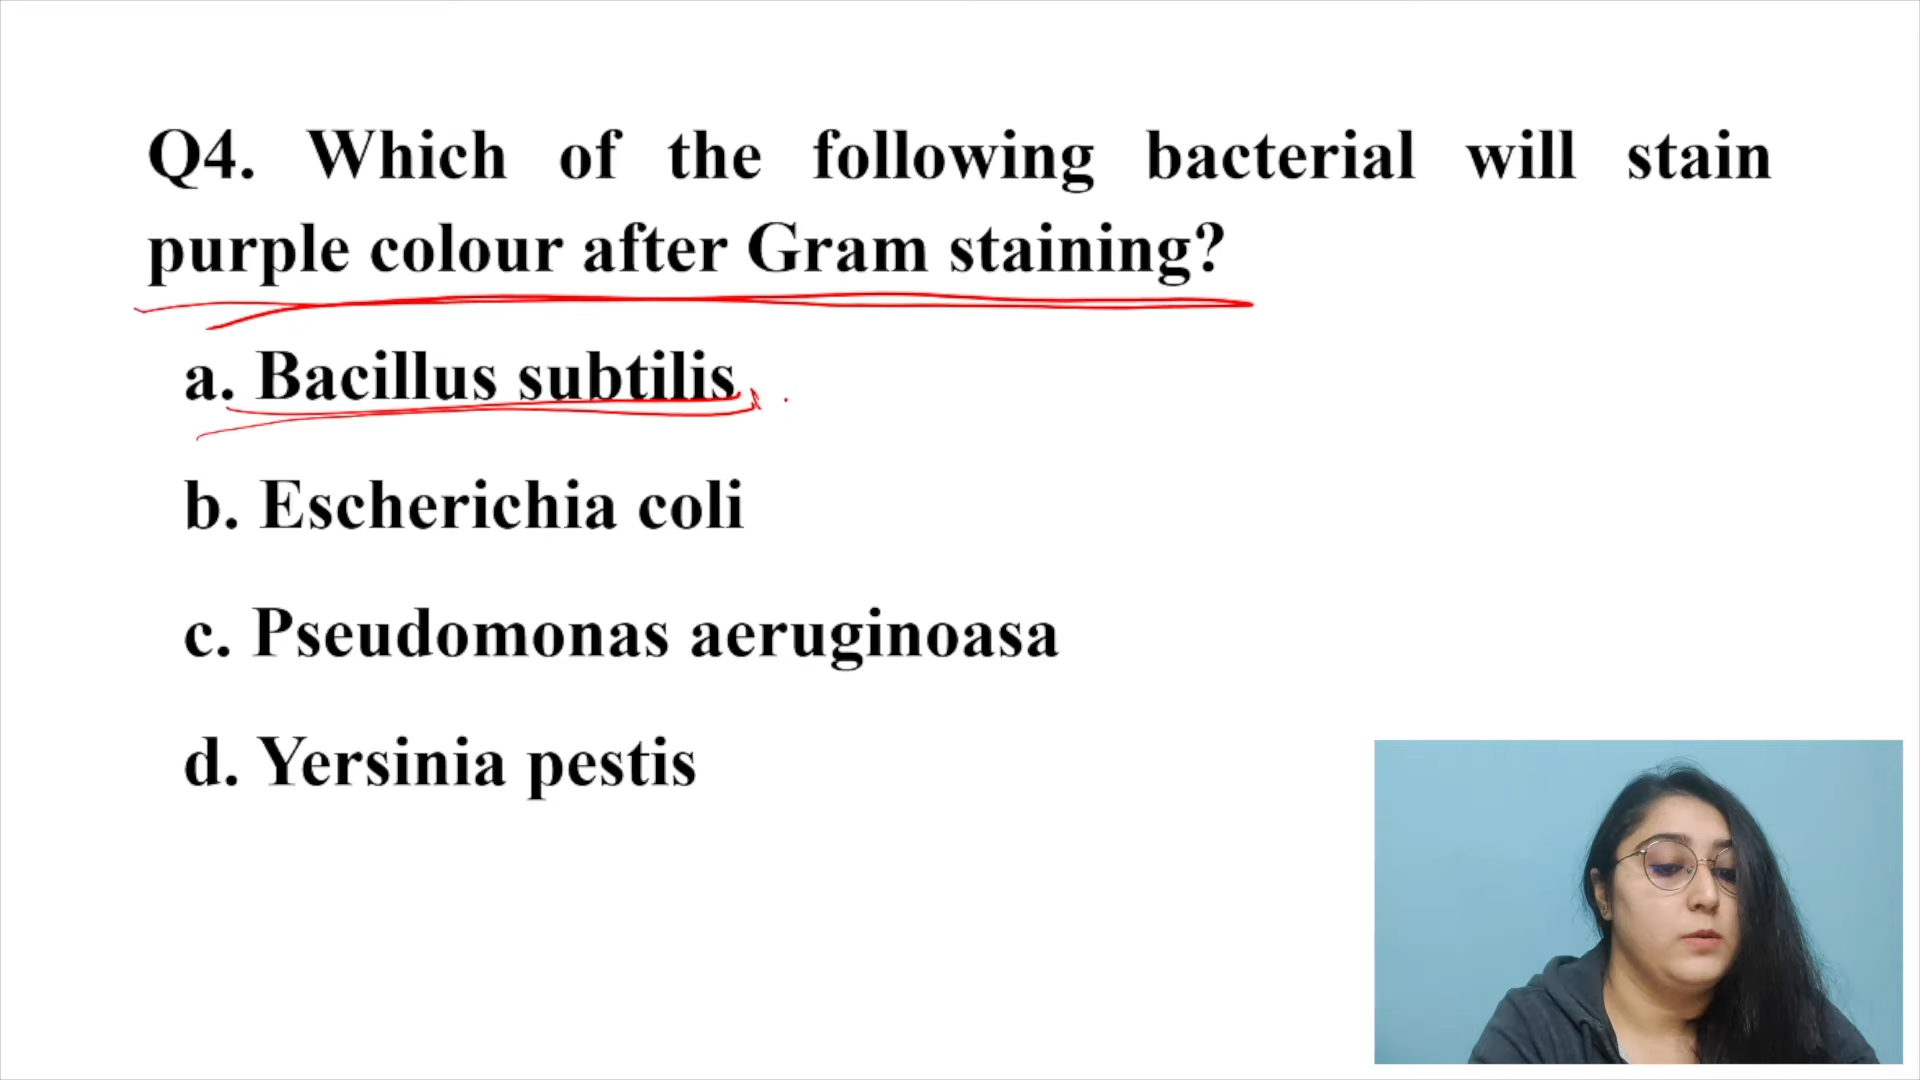 Q4. Which of the following bacterial will stain
purple colour after Gram staining?
a. Bacillus subtilis
b. Escherichia coli
c. Pseudomonas aeruginoasa
d. Yersinia pestis